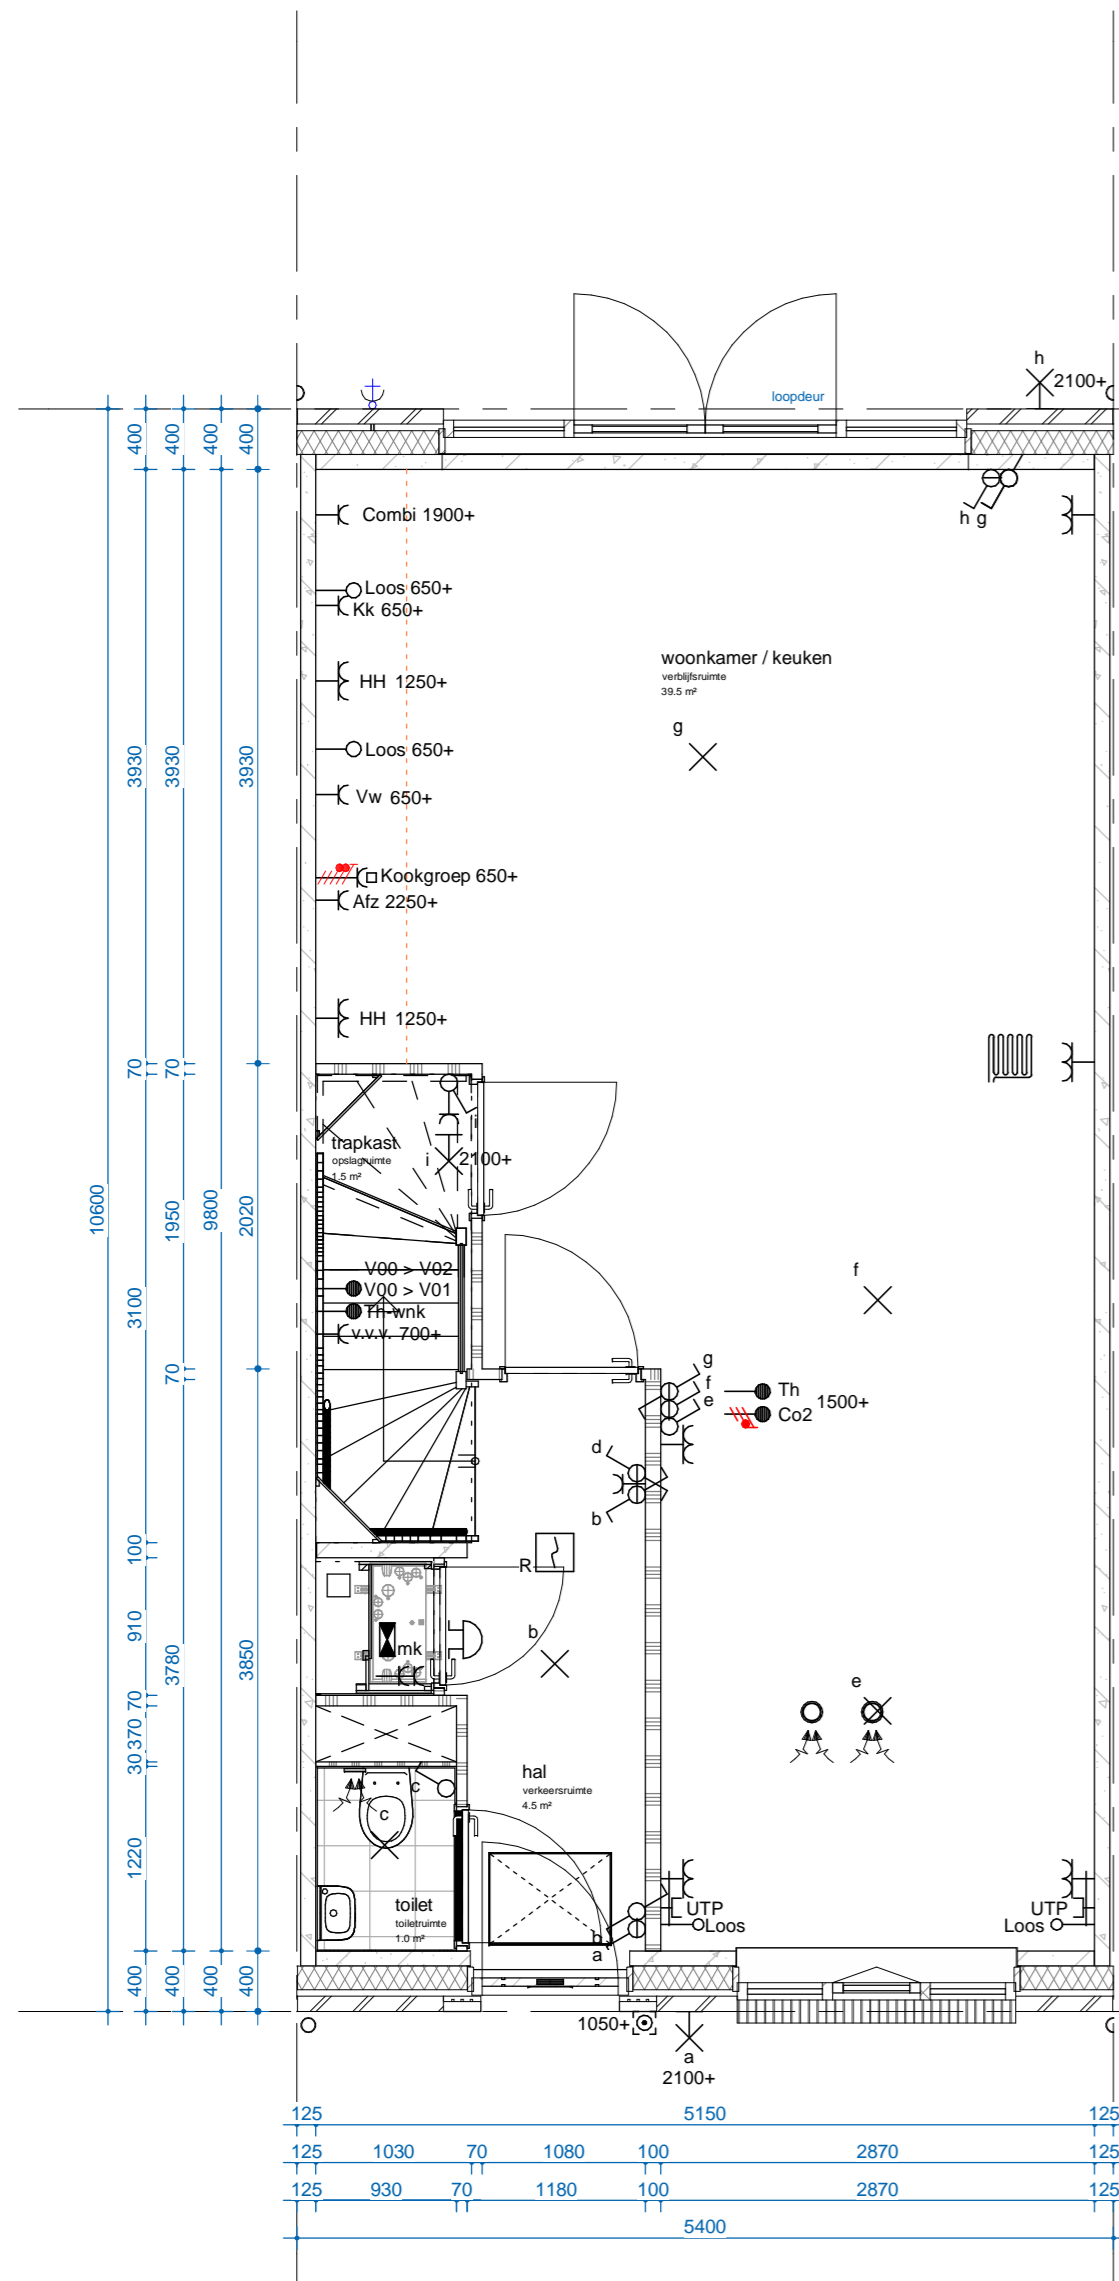 h
2100+
loopdeur
400
400
400
400
Combi 1900+
h g
Loos 650+
Kk 650+
woonkamer / keuken
verblijfsruimte
39.5 m²
HH 1250+
g
Loos 650+
3930
3930
3930
Vw 650+
Kookgroep 650+
Afz 2250+
HH 1250+
70
70
trapkast
opslagruimte
1.5 m²
i
i
2100+
10600
1950
9800
2020
3100
V00 > V02
V00 > V01
Th-wnk
v.v.v. 700+
f
70
g
f
e
Th
Co2
1500+
d
b
100
R
910
3780
3850
mk
b
70
370
30
e
c
c
hal
verkeersruimte
4.5 m²
1220
toilet
toiletruimte
1.0 m²
UTP
Loos
UTP
Loos
b
a
400
400
400
400
1050+
a
2100+
125
5150
125
125
1030
70
1080
100
2870
125
125
930
70
1180
100
2870
125
5400